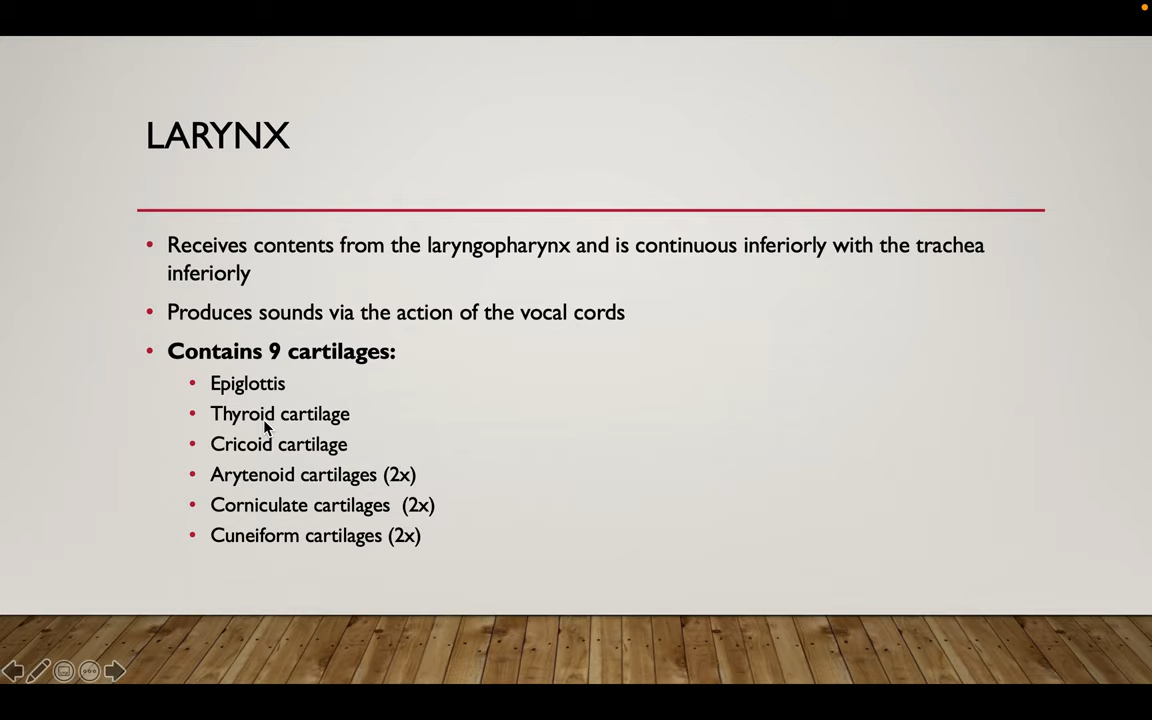 LARYNX
• Receives contents from the laryngopharynx and is continuous inferiorly with the trachea
inferiorly
• Produces sounds via the action of the vocal cords
• Contains 9 cartilages:
• Epiglottis
• Thyroid cartilage
• Cricoid cartilage
• Arytenoid cartilages (2x)
• Corniculate cartilages (2x)
• Cuneiform cartilages (2x)